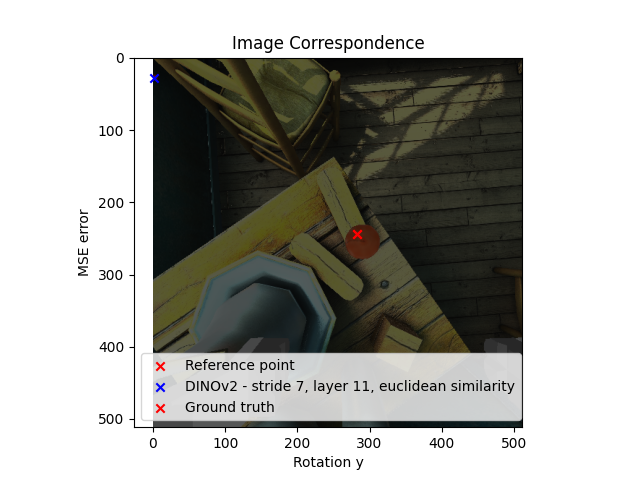 Image Correspondence
MSE error
0
100
200
300
400
500
Reference point
DINOv2 - stride 7, layer 11, euclidean similarity
Ground truth
0 100 200 300 400 500
Rotation y